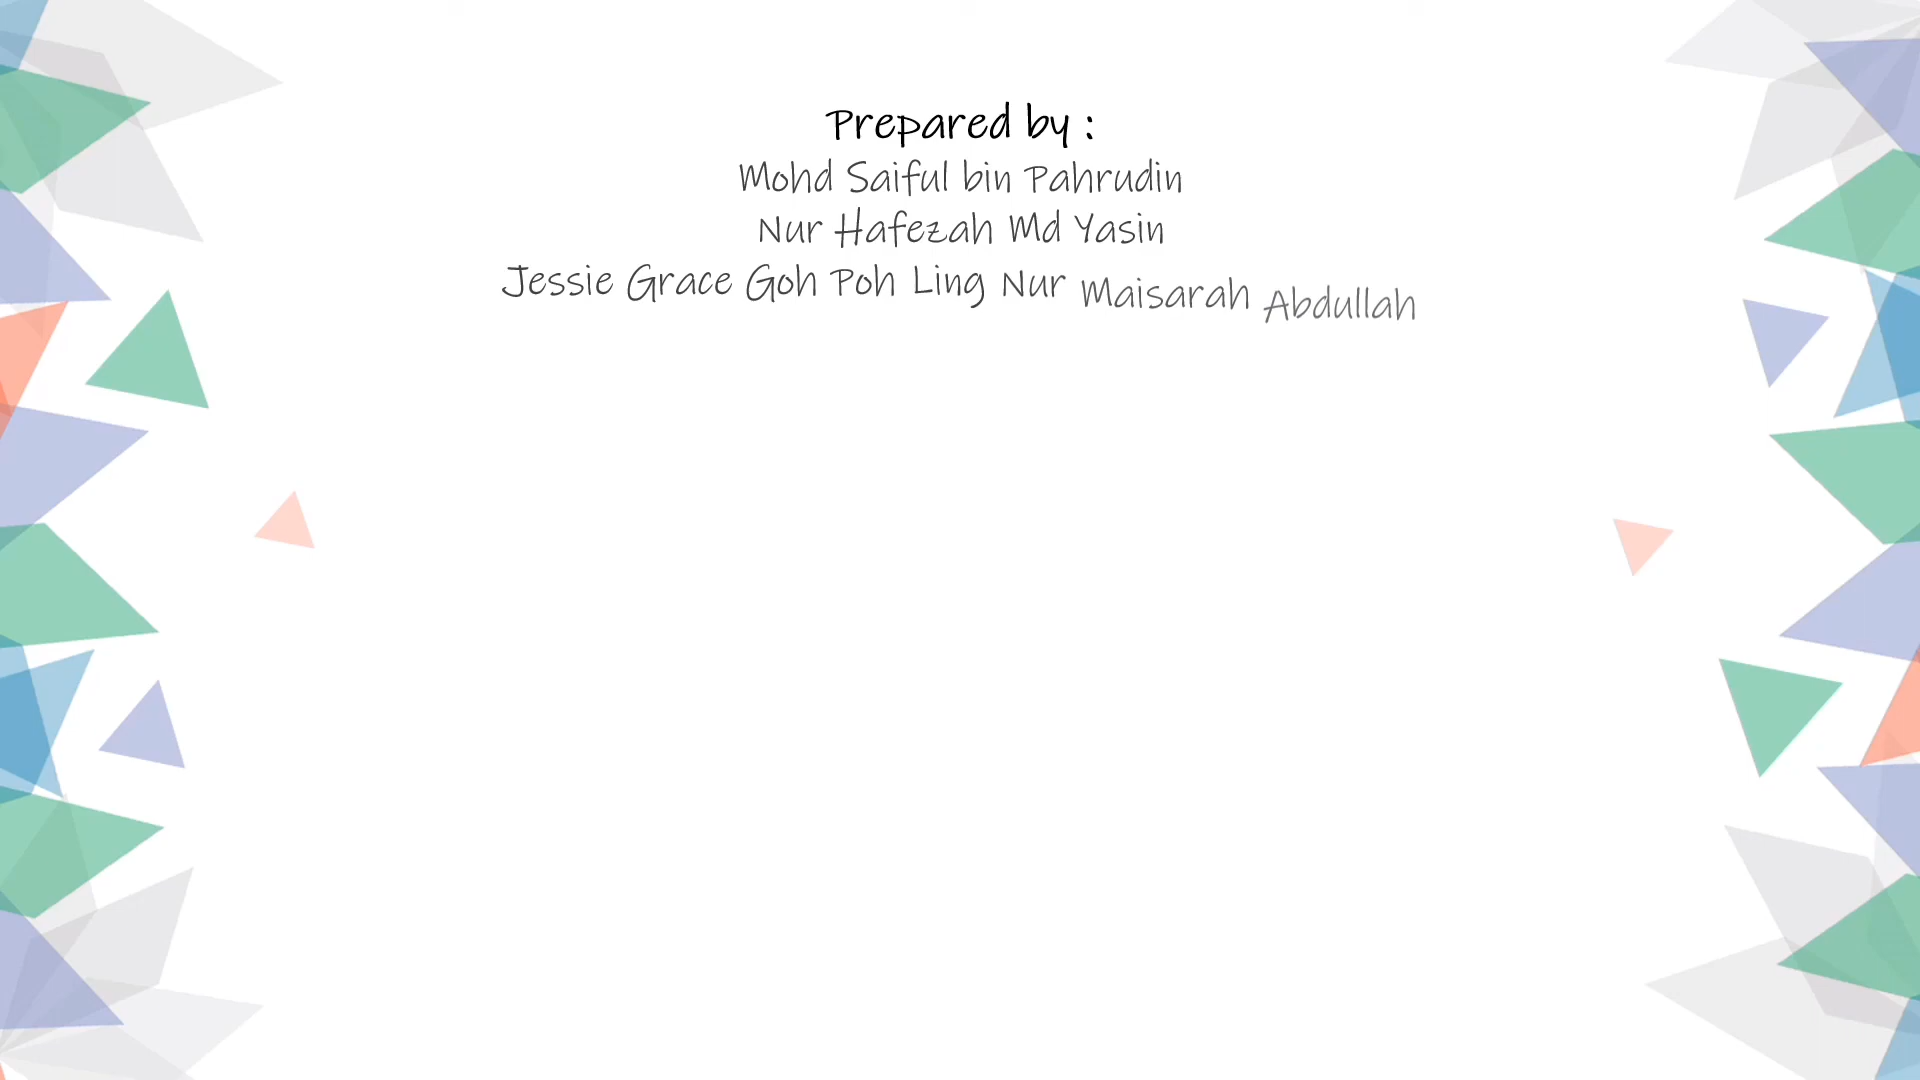 Prepared by :
Mohd Saiful bin Pahrudin
Nur Hafezah Md Yasin
Jessie Grace Goh Poh Ling Nur Maisarah Abdullah